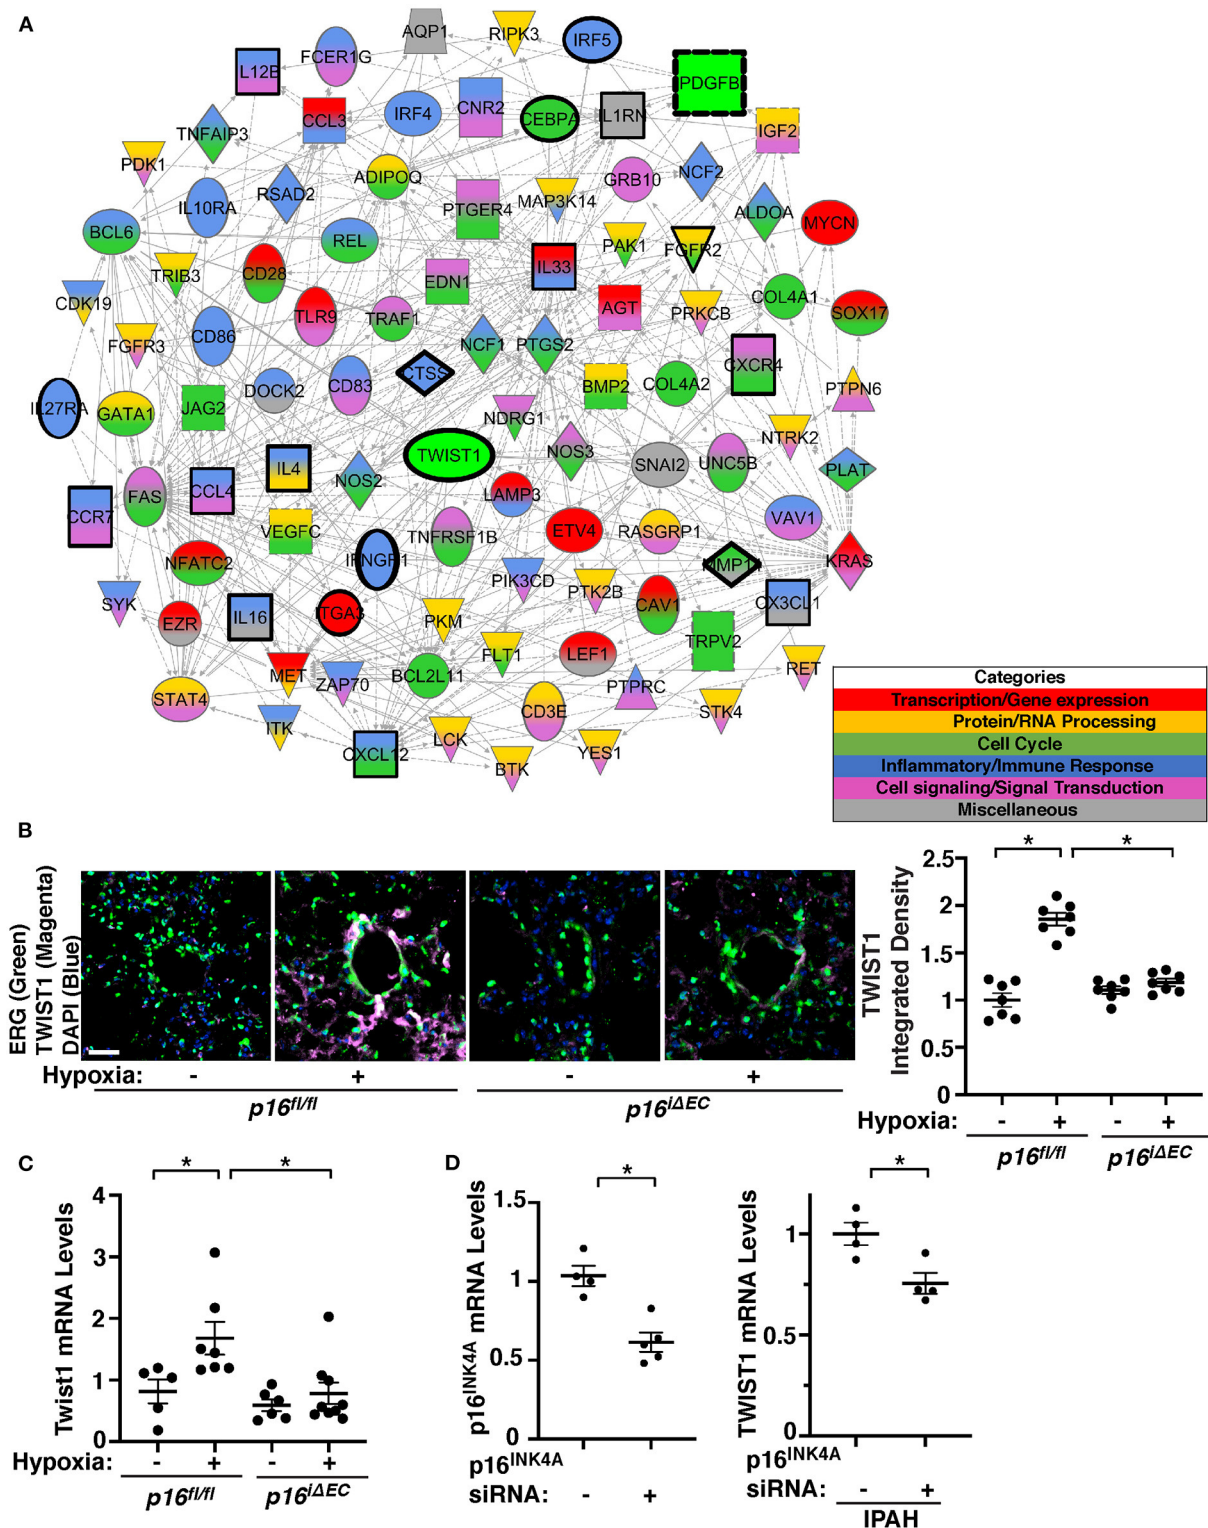 A
AQP1
RIPK3
IRF5
FCER1G
IL12B
PDGFB
CNR2
IRF4
CCL3
CEBPA
IL1RN
IGF2
TNFAIP3
PDK1
ADIPOQ
GRB10
NCF2
RSAD2
IL10RA
PTGER4
MAP3K14
ALDOA
MYCN
BCL6
REL
PAK1
FGFR2
TRIB3
CD28
EDN1
IL33
CDK19
AGT
PRKCB
COL4A1
SOX17
TLR9
TRAF1
FGFR3
CD86
NCF1
PTGS2
CXCR4
CTSS
DOCK2
CD83
BMP2
COL4A2
PTPN6
IL27RA
GATA1
JAG2
NDRG1
NTRK2
TWIST1
NOS3
SNAI2
UNC5B
PLAT
IL4
NOS2
FAS
CCL4
LAMP3
CCR7
VEGFC
TNFRSF1B
ETV4
RASGRP1
VAV1
NFATC2
IFNGR1
KRAS
MMP14
PIK3CD
PTK2B
SYK
EZR
IL16
ITGA3
PKM
CAV1
CX3CL1
TRPV2
FLT1
LEF1
MET
ZAP70
BCL2L11
RET
STAT4
PTPRC
CD3E
STK4
ITK
CXCL12
LCK
YES1
BTK
Categories
Transcription/Gene expression
Protein/RNA Processing
Cell Cycle
Inflammatory/Immune Response
Cell signaling/Signal Transduction
Miscellaneous
B
ERG (Green)
TWIST1 (Magenta)
DAPI (Blue)
Hypoxia: - + - +
p16fl/fl p16iΔEC
TWIST1
Integrated Density
2.5
2
1.5
1
0.5
0
* *
Hypoxia: - + - +
p16fl/fl p16iΔEC
C
Twist1 mRNA Levels
4
3
2
1
0
* *
Hypoxia: - + - +
p16fl/fl p16iΔEC
D
p16INK4A mRNA Levels
1.5
1
0.5
0
*
p16INK4A
siRNA: - +
TWIST1 mRNA Levels
1
0.5
0
*
p16INK4A
siRNA: - +
IPAH